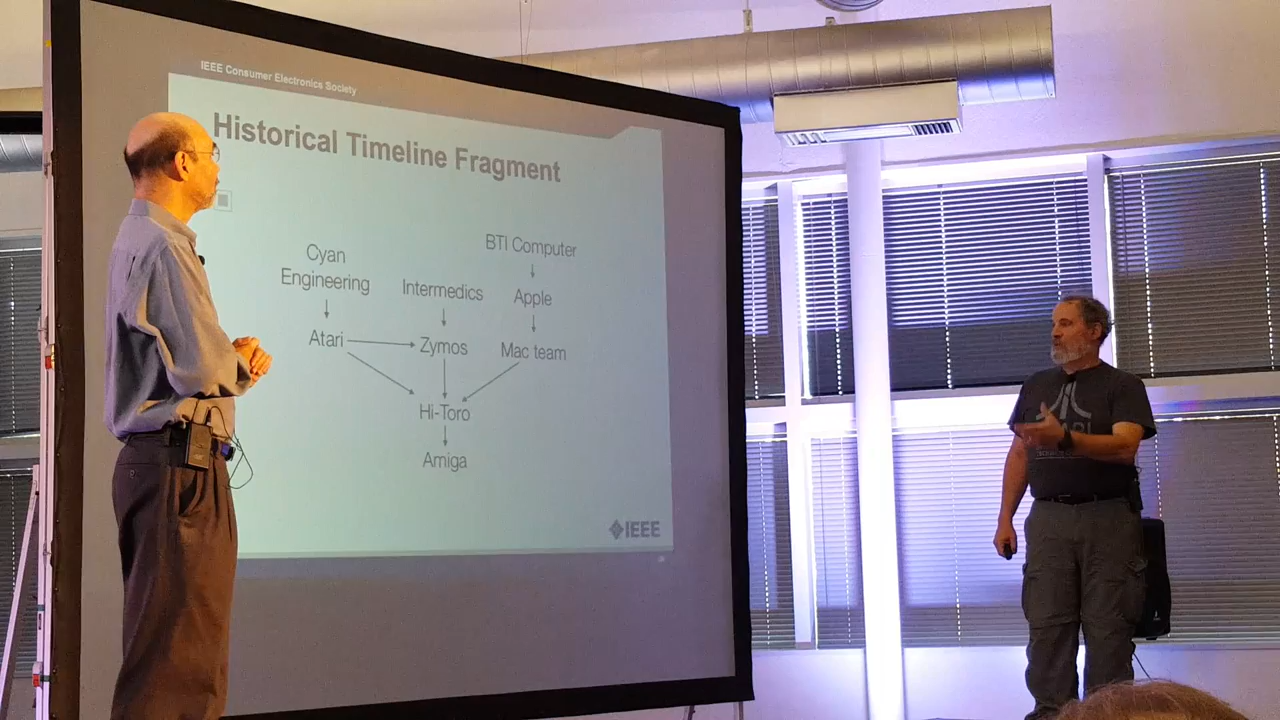 IEEE Consumer Electronics Society
Historical Timeline Fragment
Cyan
Engineering
Intermedics
BTI Computer
Apple
Atari
Zymos
Mac team
Hi-Toro
Amiga
IEEE
ATARI